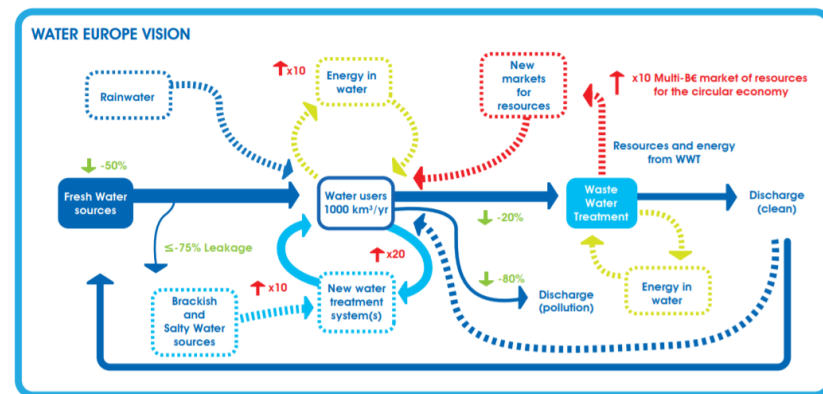 WATER EUROPE VISION
Rainwater
x10
Energy in
water
New
markets
for
resources
x10 Multi-B€ market of resources
for the circular economy
Resources and energy
from WWT
-50%
Fresh Water
sources
Water users
1000 km³/yr
Waste
Water
Treatment
Discharge
(clean)
-20%
≤-75% Leakage
x20
-80%
x10
Brackish
and
Salty Water
sources
New water
treatment
system(s)
Discharge
(pollution)
Energy in
water